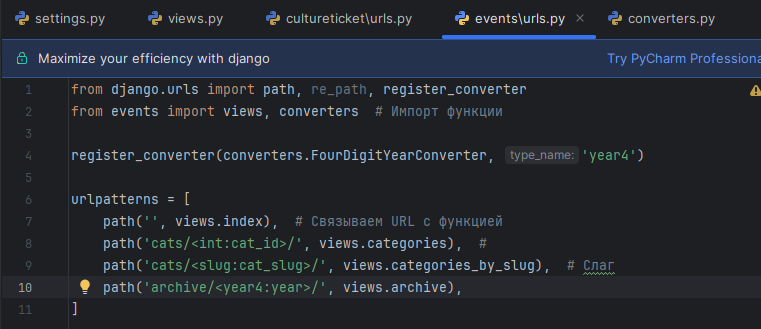 settings.py views.py cultureticket\urls.py events\urls.py × converters.py
Maximize your efficiency with django Try PyCharm Professiona
1 from django.urls import path, re_path, register_converter
2 from events import views, converters  # Импорт функции
3
4 register_converter(converters.FourDigitYearConverter, type_name: 'year4')
5
6 urlpatterns = [
7     path('', views.index),  # Связываем URL с функцией
8     path('cats/<int:cat_id>/', views.categories),  #
9     path('cats/<slug:cat_slug>/', views.categories_by_slug),  # Слаг
10     path('archive/<year4:year>/', views.archive),
11 ]